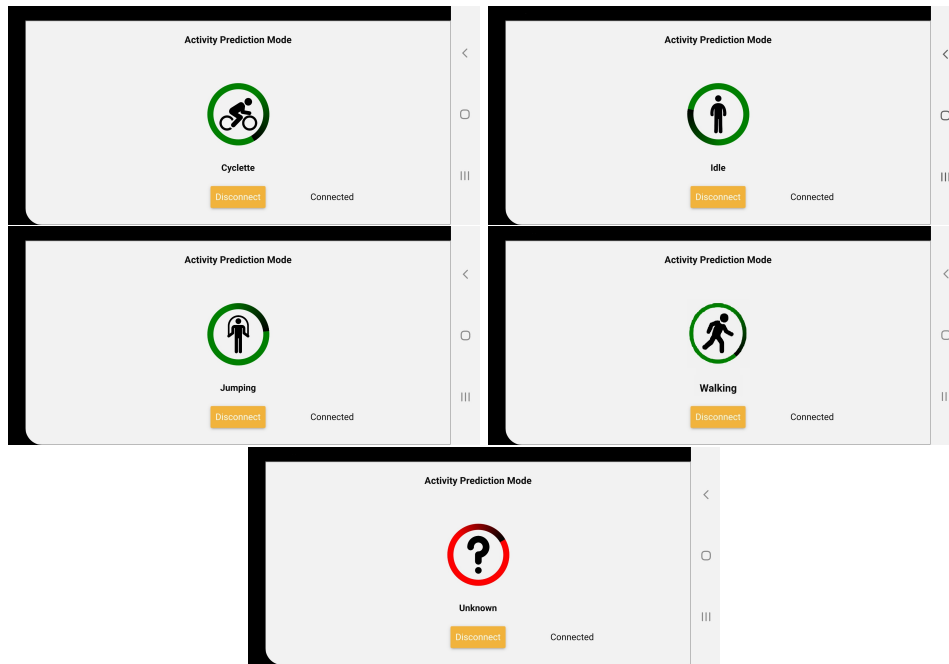 Activity Prediction Mode
Cyclette
Disconnect Connected
Activity Prediction Mode
Idle
Disconnect Connected
Activity Prediction Mode
Jumping
Disconnect Connected
Activity Prediction Mode
Walking
Disconnect Connected
Activity Prediction Mode
?
Unknown
Disconnect Connected